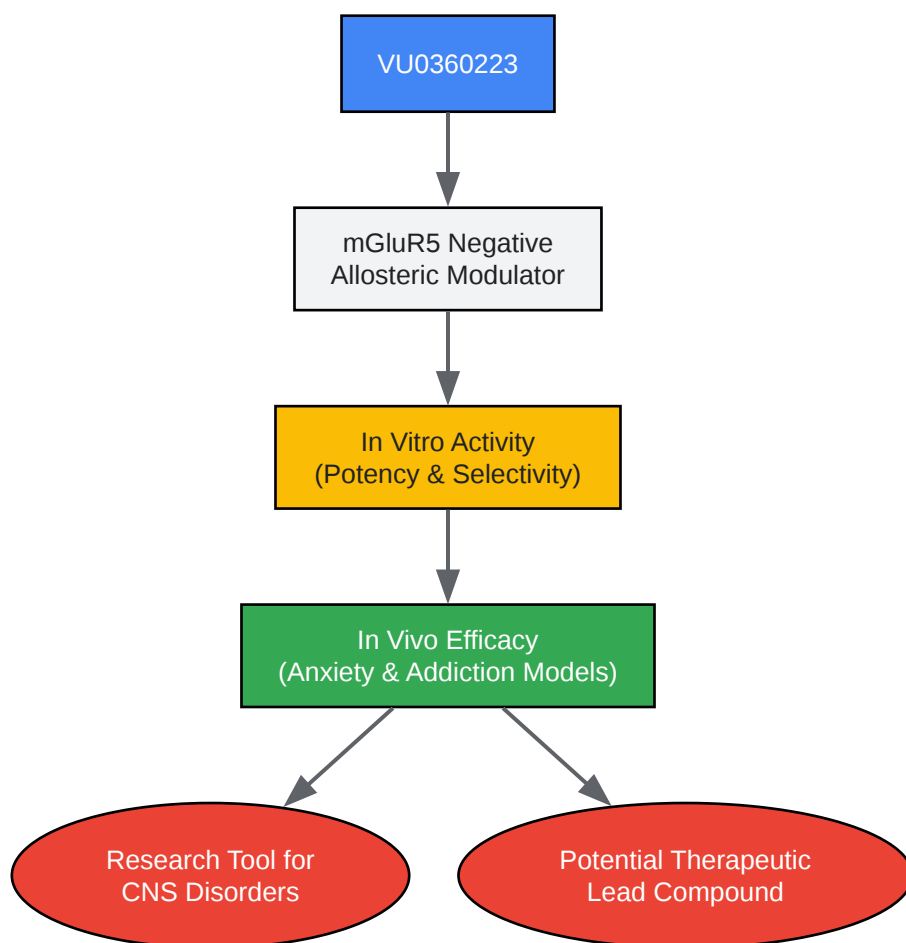 VU0360223
mGluR5 Negative
Allosteric Modulator
In Vitro Activity
(Potency & Selectivity)
In Vivo Efficacy
(Anxiety & Addiction Models)
Research Tool for
CNS Disorders
Potential Therapeutic
Lead Compound